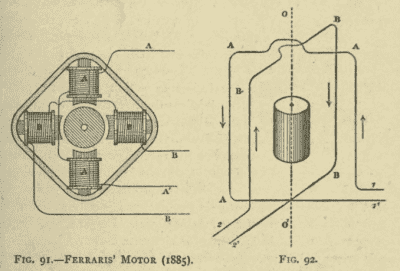 A
A
B
B
B
A
A'
B
FIG. 91.—FERRARIS' MOTOR (1885).
O
B
A
A
B
B
A
1
1'
2
2'
O'
FIG. 92.